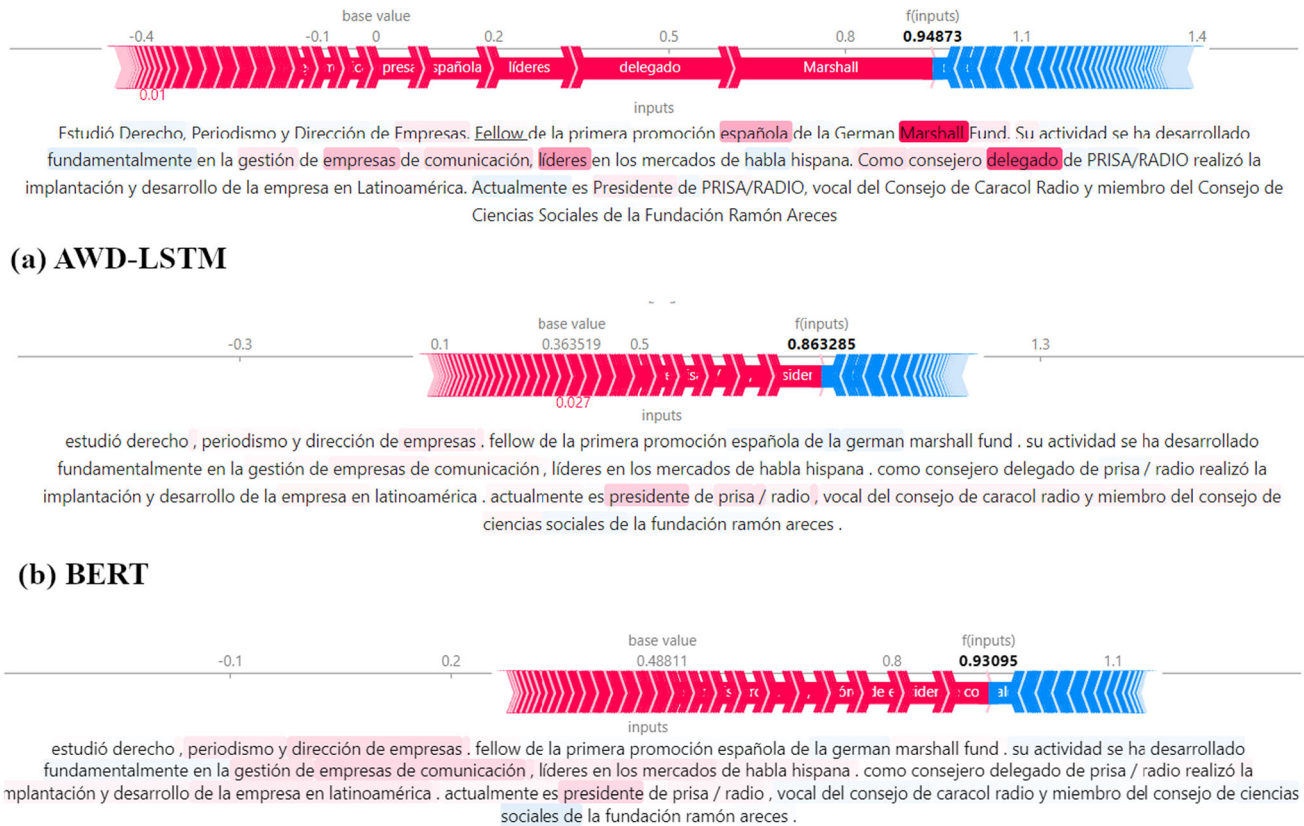 base value f(inputs)
-0.4 -0.1 0 0.2 0.5 0.8 0.94873 1.1 1.4
presa española líderes delegado Marshall
0.01
inputs
Estudió Derecho, Periodismo y Dirección de Empresas. Fellow de la primera promoción española de la German Marshall Fund. Su actividad se ha desarrollado
fundamentalmente en la gestión de empresas de comunicación, líderes en los mercados de habla hispana. Como consejero delegado de PRISA/RADIO realizó la
implantación y desarrollo de la empresa en Latinoamérica. Actualmente es Presidente de PRISA/RADIO, vocal del Consejo de Caracol Radio y miembro del Consejo de
Ciencias Sociales de la Fundación Ramón Areces
(a) AWD-LSTM
base value f(inputs)
-0.3 0.1 0.363519 0.5 0.863285 1.3
sider
0.027
inputs
estudió derecho , periodismo y dirección de empresas . fellow de la primera promoción española de la german marshall fund . su actividad se ha desarrollado
fundamentalmente en la gestión de empresas de comunicación , líderes en los mercados de habla hispana . como consejero delegado de prisa / radio realizó la
implantación y desarrollo de la empresa en latinoamérica . actualmente es presidente de prisa / radio , vocal del consejo de caracol radio y miembro del consejo de
ciencias sociales de la fundación ramón areces .
(b) BERT
base value f(inputs)
-0.1 0.2 0.48811 0.8 0.93095 1.1
de e siden e co
inputs
estudió derecho , periodismo y dirección de empresas . fellow de la primera promoción española de la german marshall fund . su actividad se ha desarrollado
fundamentalmente en la gestión de empresas de comunicación , líderes en los mercados de habla hispana . como consejero delegado de prisa / radio realizó la
mplantación y desarrollo de la empresa en latinoamérica . actualmente es presidente de prisa / radio , vocal del consejo de caracol radio y miembro del consejo de ciencias
sociales de la fundación ramón areces .